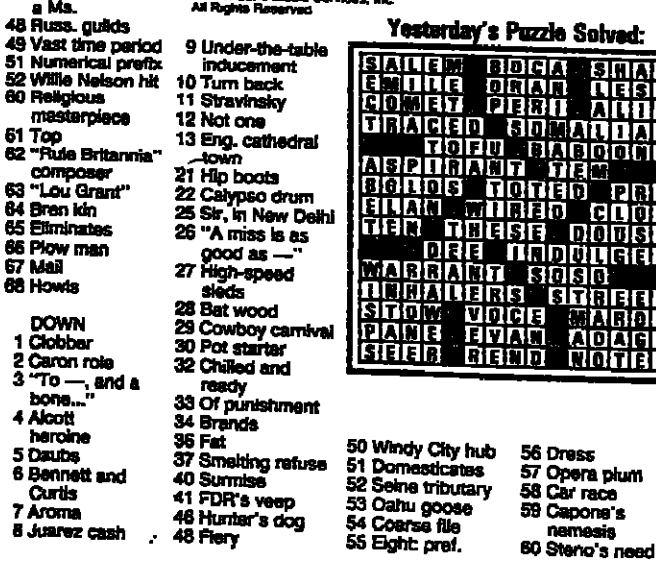 a Ms.
48 Russ. guilds
49 Vast time period
51 Numerical prefix
52 Willie Nelson hit
60 Religious
masterpiece
61 Top
62 "Rule Britannia"
composer
63 "Lou Grant"
64 Bren kin
65 Eliminates
66 Plow man
67 Mail
68 Howls
DOWN
1 Clobber
2 Caron role
3 "To —, and a
bone..."
4 Alcott
heroine
5 Daubs
6 Bennett and
Curtis
7 Aroma
8 Juarez cash
Services, Inc.
All Rights Reserved
9 Under-the-table
inducement
10 Turn back
11 Stravinsky
12 Not one
13 Eng. cathedral
town
21 Hip boots
22 Calypso drum
25 Sir, in New Delhi
26 "A miss is as
good as —"
27 High-speed
sleds
28 Bat wood
29 Cowboy carnival
30 Pot starter
32 Chilled and
ready
33 Of punishment
34 Brands
36 Fat
37 Smelting refuse
40 Surmise
41 FDR's veep
46 Hunter's dog
48 Fiery
Yesterday's Puzzle Solved:
SALEM BOCA SHA
EMILE ORAN LES
COMET PERI ALI
TRACED SOMALIA
TOFU BABOON
ASPIRANT TEM
BOLOS TOTED PR
ELAN WIRED CLO
TEN THESE DOUS
DEE INDULGE
WARRANT SOSO
INHALERS STREE
STOW VOCE MARD
PANE EVAN ADAG
SEER REND NOTE
50 Windy City hub
51 Domesticates
52 Seine tributary
53 Oahu goose
54 Coarse file
55 Eight: pref.
56 Dress
57 Opera plum
58 Car race
59 Capone's
nemesis
60 Steno's need